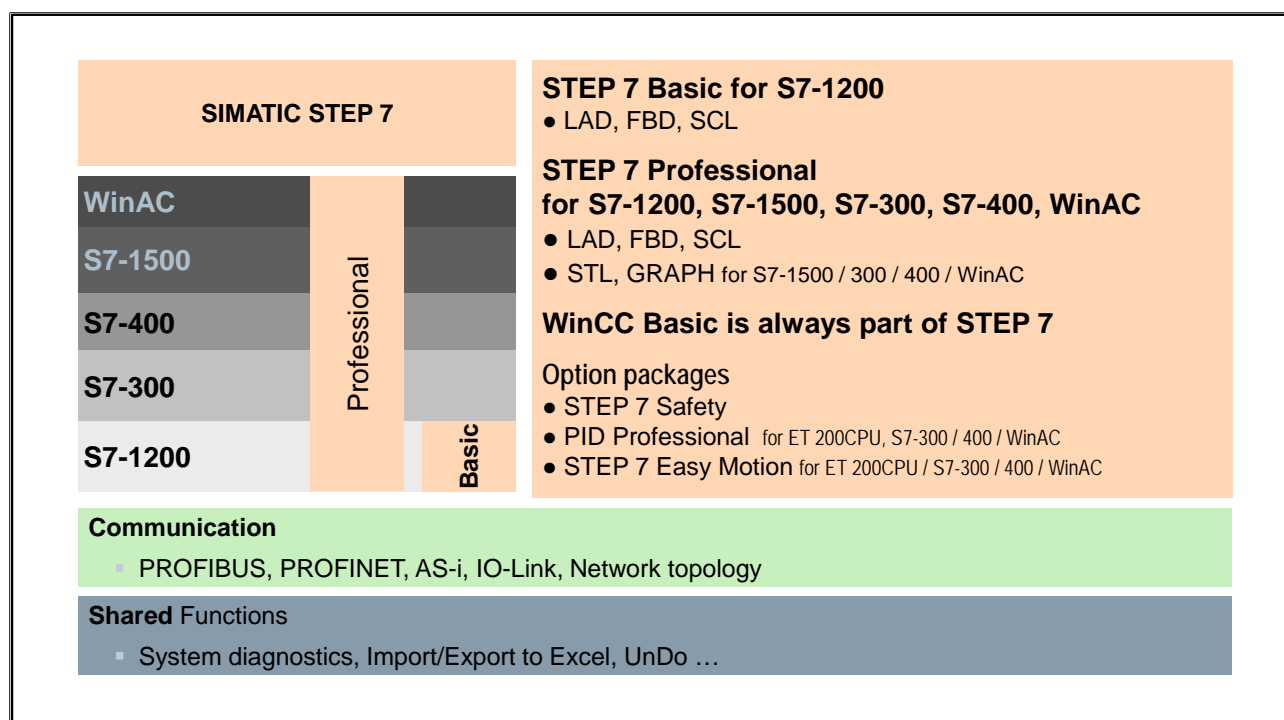 SIMATIC STEP 7
WinAC
S7-1500
S7-400
S7-300
S7-1200
Professional
Basic
STEP 7 Basic for S7-1200
● LAD, FBD, SCL
STEP 7 Professional
for S7-1200, S7-1500, S7-300, S7-400, WinAC
● LAD, FBD, SCL
● STL, GRAPH for S7-1500 / 300 / 400 / WinAC
WinCC Basic is always part of STEP 7
Option packages
● STEP 7 Safety
● PID Professional for ET 200CPU, S7-300 / 400 / WinAC
● STEP 7 Easy Motion for ET 200CPU / S7-300 / 400 / WinAC
Communication
▪ PROFIBUS, PROFINET, AS-i, IO-Link, Network topology
Shared Functions
▪ System diagnostics, Import/Export to Excel, UnDo …